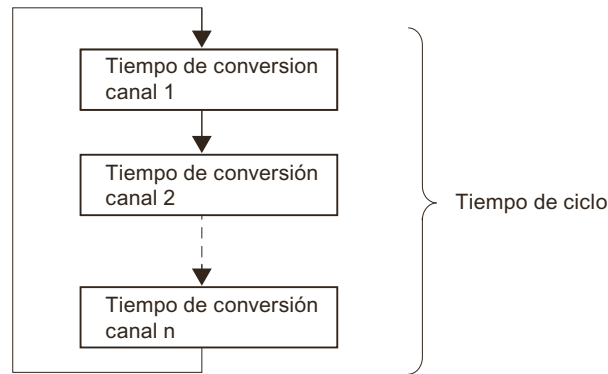 Tiempo de conversion
canal 1
Tiempo de conversión
canal 2
Tiempo de ciclo
Tiempo de conversión
canal n